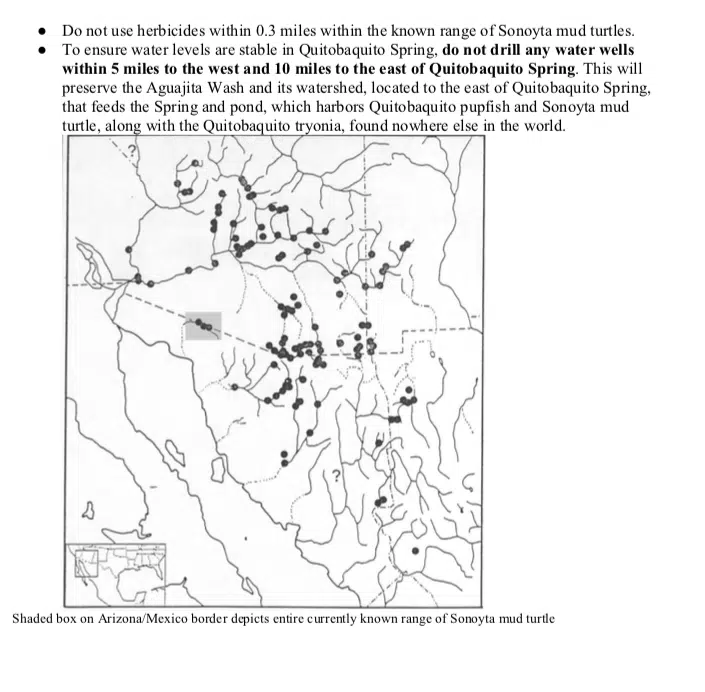 ● Do not use herbicides within 0.3 miles within the known range of Sonoyta mud turtles.
● To ensure water levels are stable in Quitobaquito Spring, do not drill any water wells
within 5 miles to the west and 10 miles to the east of Quitobaquito Spring. This will
preserve the Aguajita Wash and its watershed, located to the east of Quitobaquito Spring,
that feeds the Spring and pond, which harbors Quitobaquito pupfish and Sonoyta mud
turtle, along with the Quitobaquito tryonia, found nowhere else in the world.
?
?
Shaded box on Arizona/Mexico border depicts entire currently known range of Sonoyta mud turtle